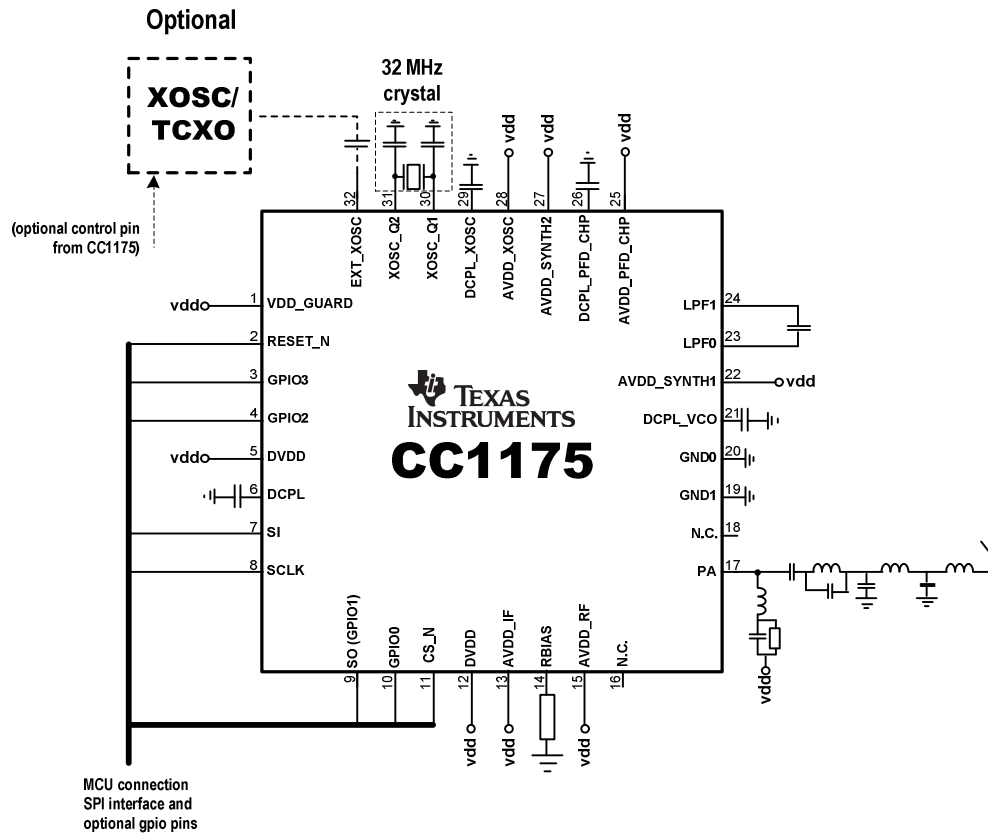 Optional
XOSC/
TCXO
32 MHz
crystal
(optional control pin
from CC1175)
vdd
vdd
vdd
32
31
30
29
28
27
26
25
EXT_XOSC
XOSC_Q2
XOSC_Q1
DCPL_XOSC
AVDD_XOSC
AVDD_SYNTH2
DCPL_PFD_CHP
AVDD_PFD_CHP
vdd 1 VDD_GUARD
2 RESET_N
3 GPIO3
4 GPIO2
vdd 5 DVDD
6 DCPL
7 SI
8 SCLK
TEXAS
INSTRUMENTS
CC1175
LPF1 24
LPF0 23
AVDD_SYNTH1 22 vdd
DCPL_VCO 21
GND0 20
GND1 19
N.C. 18
PA 17
vdd
SO (GPIO1)
GPIO0
CS_N
DVDD
AVDD_IF
RBIAS
AVDD_RF
N.C.
9
10
11
12
13
14
15
16
vdd
vdd
vdd
MCU connection
SPI interface and
optional gpio pins